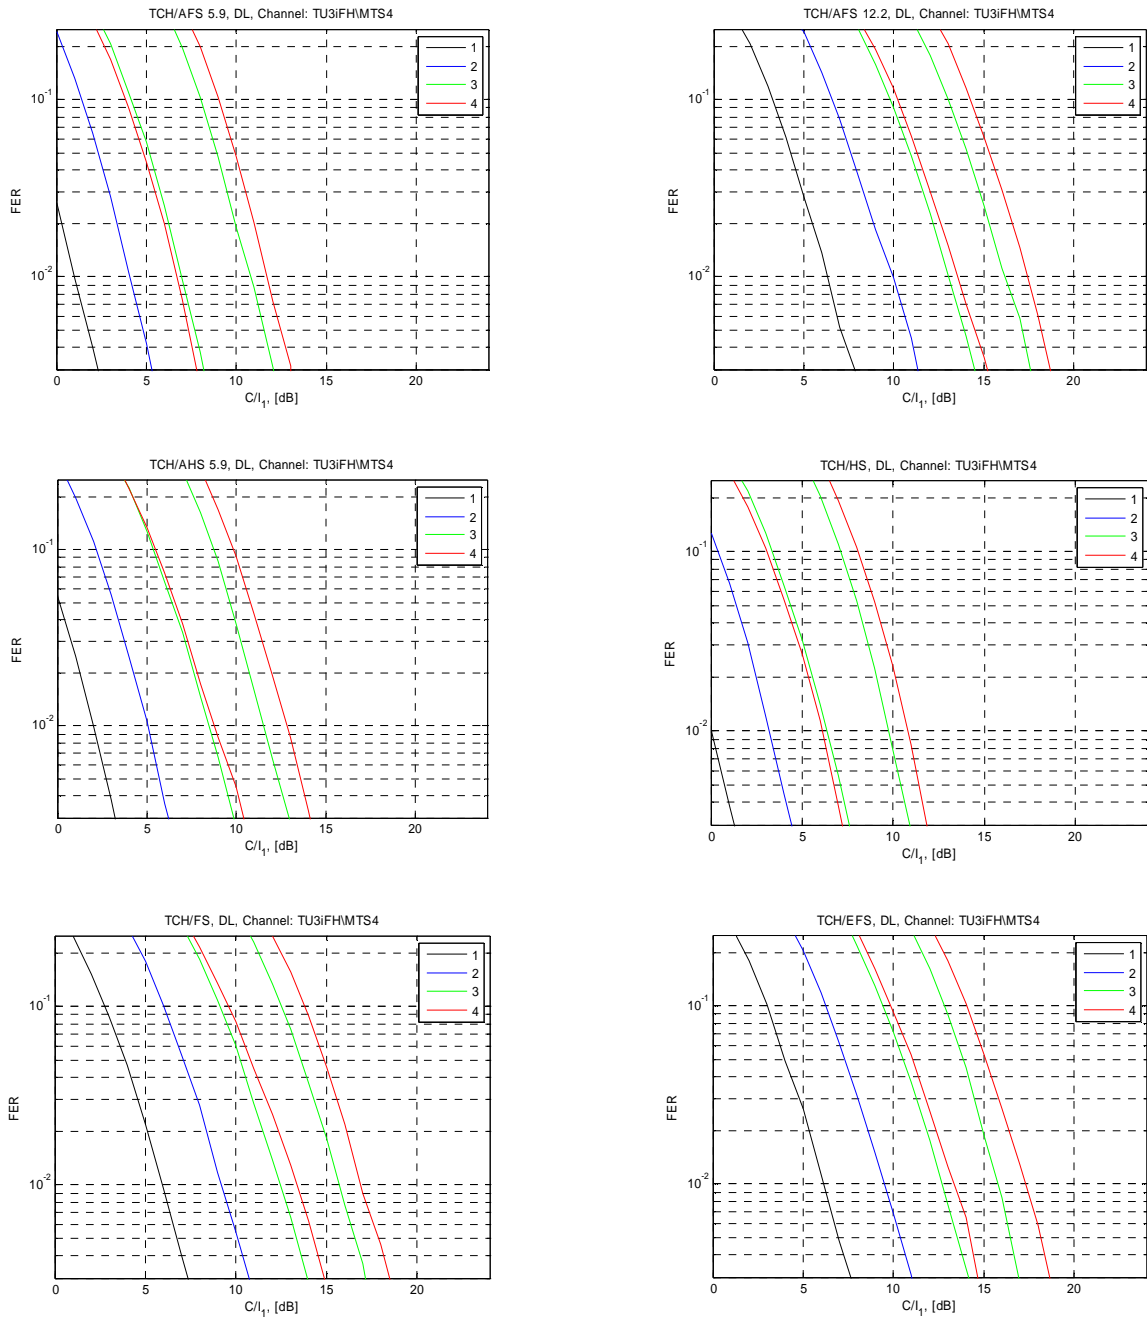 TCH/AFS 5.9, DL, Channel: TU3iFH\MTS4
FER
10^-1
10^-2
0 5 10 15 20
C/I_1, [dB]
1
2
3
4
TCH/AFS 12.2, DL, Channel: TU3iFH\MTS4
FER
10^-1
10^-2
0 5 10 15 20
C/I_1, [dB]
1
2
3
4
TCH/AHS 5.9, DL, Channel: TU3iFH\MTS4
FER
10^-1
10^-2
0 5 10 15 20
C/I_1, [dB]
1
2
3
4
TCH/HS, DL, Channel: TU3iFH\MTS4
FER
10^-1
10^-2
0 5 10 15 20
C/I_1, [dB]
1
2
3
4
TCH/FS, DL, Channel: TU3iFH\MTS4
FER
10^-1
10^-2
0 5 10 15 20
C/I_1, [dB]
1
2
3
4
TCH/EFS, DL, Channel: TU3iFH\MTS4
FER
10^-1
10^-2
0 5 10 15 20
C/I_1, [dB]
1
2
3
4